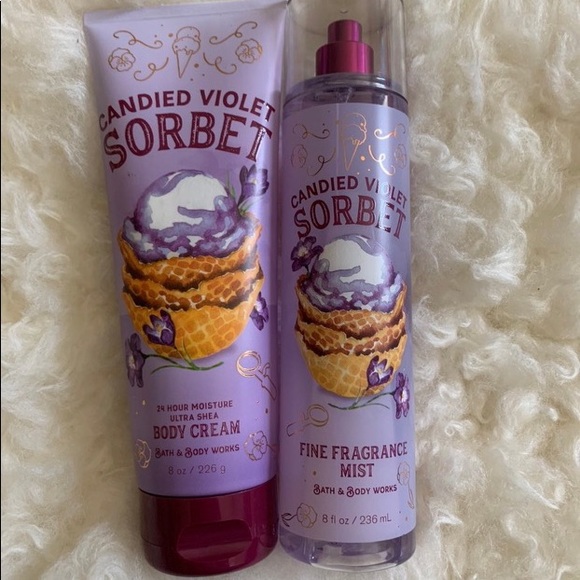 CANDIED VIOLET
SORBET
24 HOUR MOISTURE
ULTRA SHEA
BODY CREAM
BATH & BODY WORKS
8 oz / 226 g
CANDIED VIOLET
SORBET
FINE FRAGRANCE
MIST
BATH & BODY WORKS
8 fl oz / 236 mL